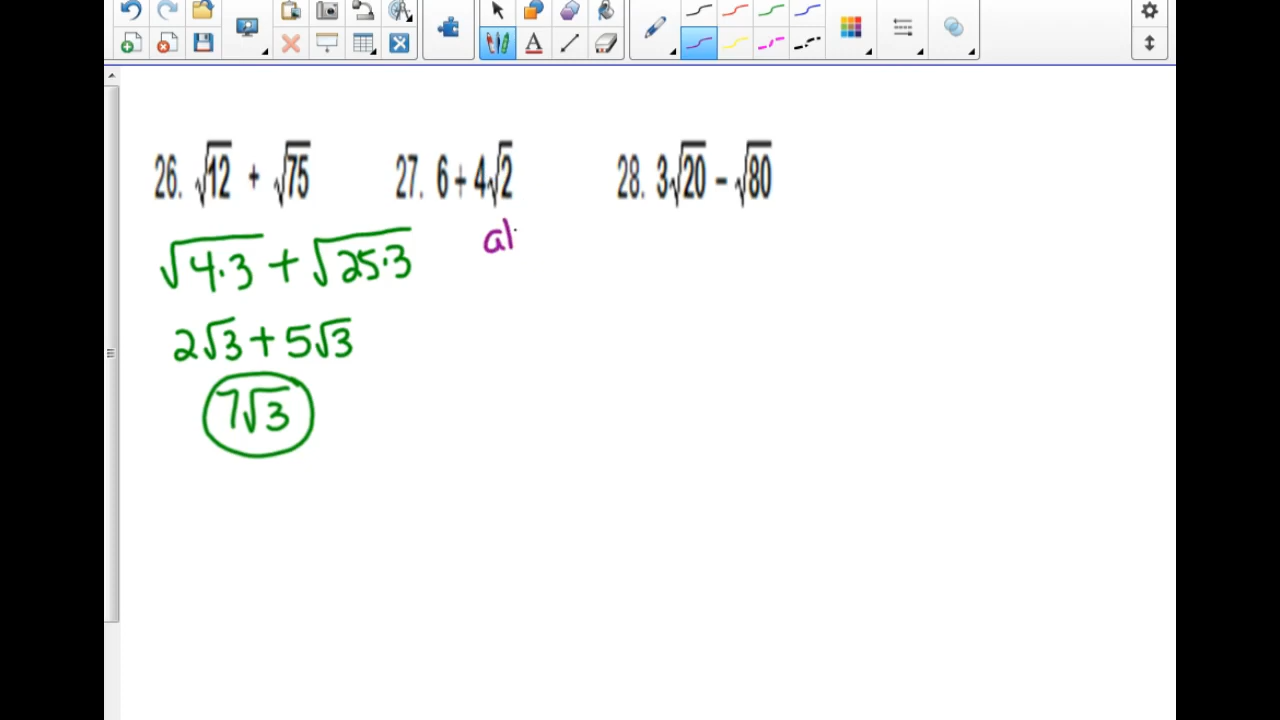 26. √12 + √75
27. 6 + 4√2
28. 3√20 − √80
√4·3 + √25·3
al
2√3 + 5√3
7√3